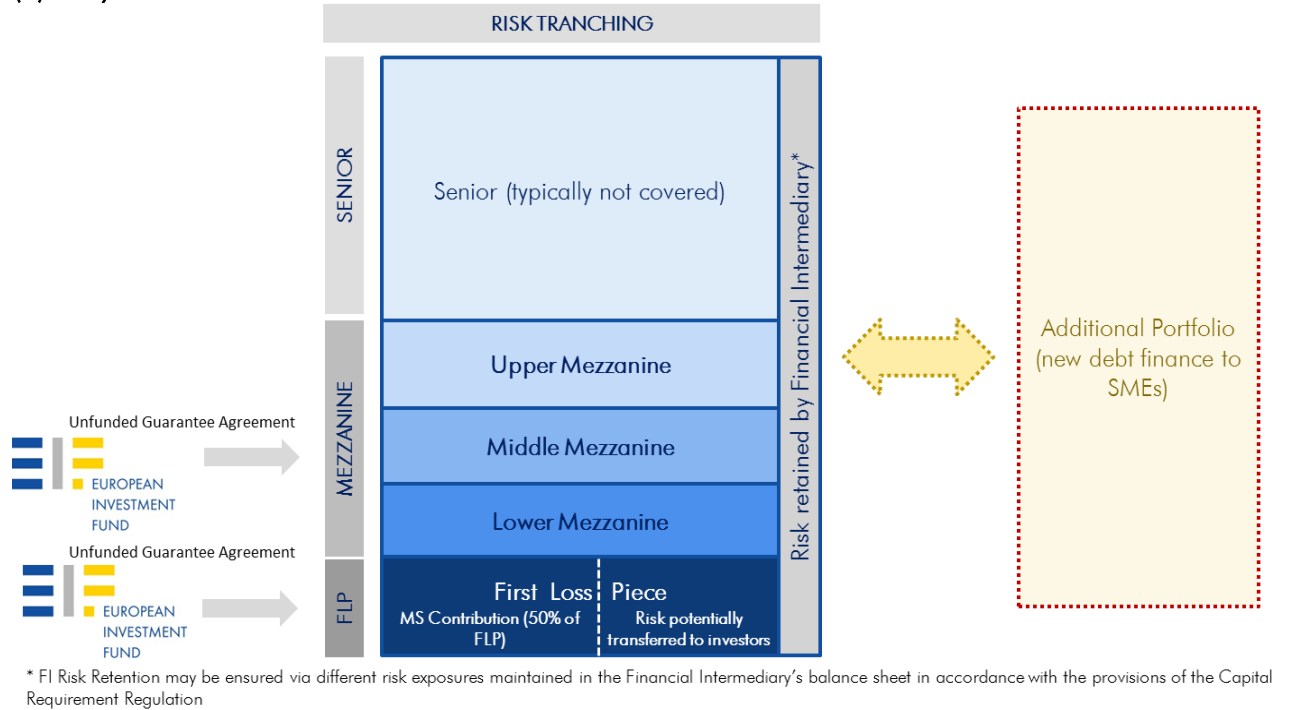 RISK TRANCHING
SENIOR
Senior (typically not covered)
Risk retained by Financial Intermediary*
Additional Portfolio
(new debt finance to
SMEs)
MEZZANINE
Upper Mezzanine
Middle Mezzanine
Lower Mezzanine
Unfunded Guarantee Agreement
EUROPEAN
INVESTMENT
FUND
Unfunded Guarantee Agreement
EUROPEAN
INVESTMENT
FUND
FLP
First Loss Piece
MS Contribution (50% of
FLP)
Risk potentially
transferred to investors
* FI Risk Retention may be ensured via different risk exposures maintained in the Financial Intermediary's balance sheet in accordance with the provisions of the Capital
Requirement Regulation